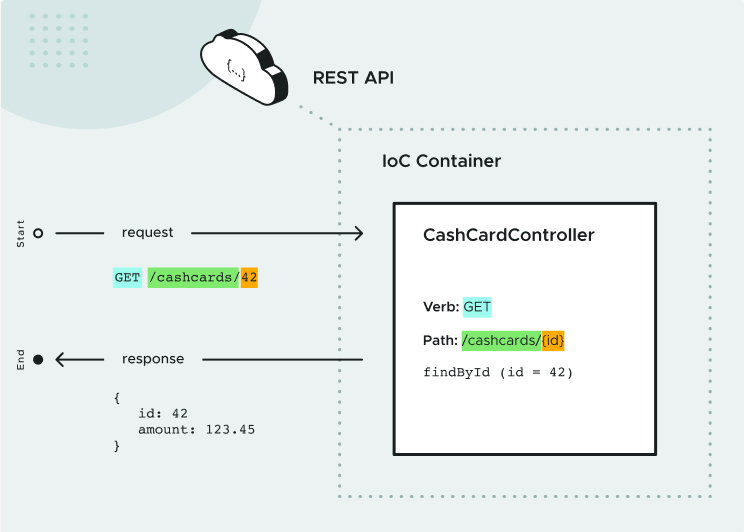 {...}
REST API
IoC Container
CashCardController
Start
request
GET /cashcards/42
Verb: GET
Path: /cashcards/{id}
findById (id = 42)
End
response
{
id: 42
amount: 123.45
}